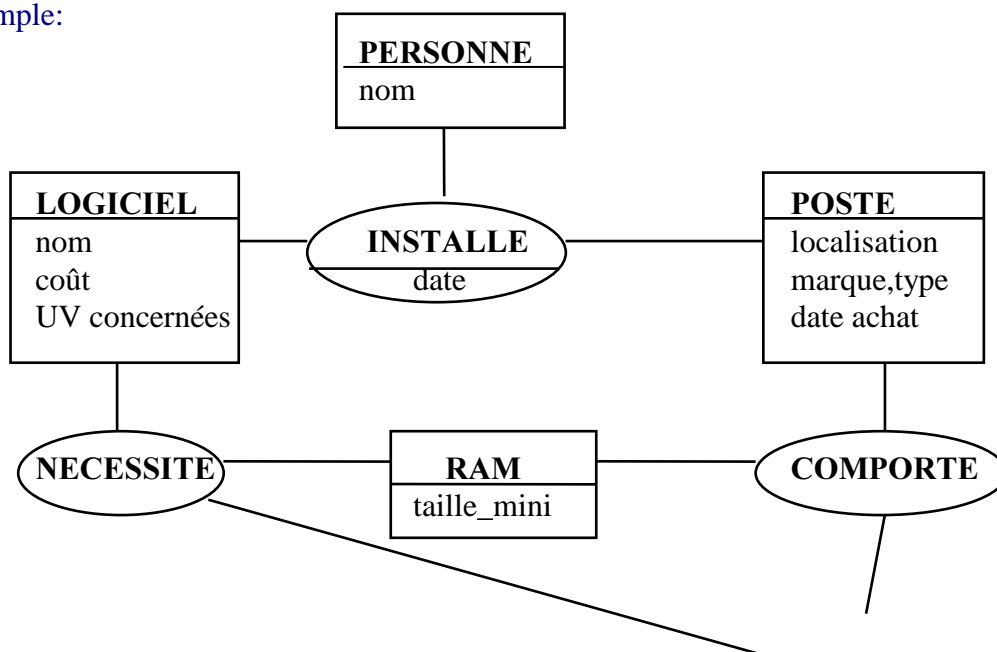 mple:
PERSONNE
nom
LOGICIEL
nom
coût
UV concernées
INSTALLE
date
POSTE
localisation
marque,type
date achat
NECESSITE
RAM
taille_mini
COMPORTE